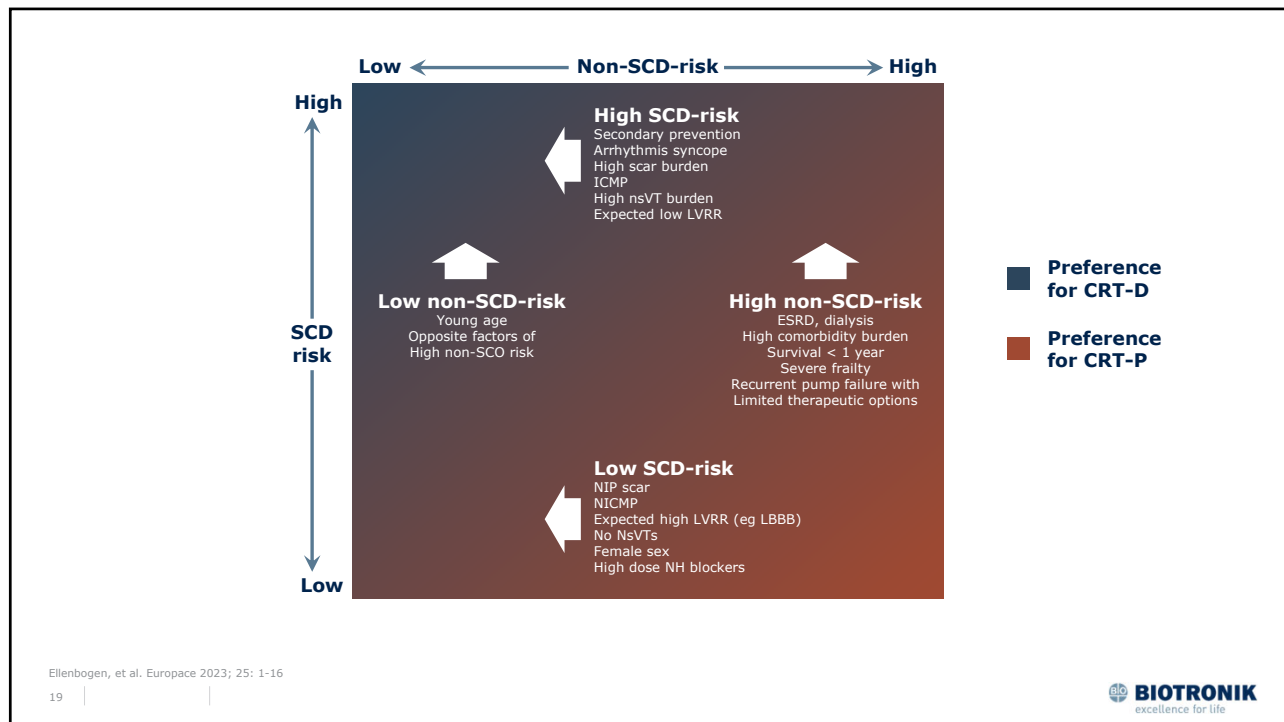 Low Non-SCD-risk High
High
SCD
risk
Low
High SCD-risk
Secondary prevention
Arrhythmis syncope
High scar burden
ICMP
High nsVT burden
Expected low LVRR
Low non-SCD-risk
Young age
Opposite factors of
High non-SCO risk
High non-SCD-risk
ESRD, dialysis
High comorbidity burden
Survival < 1 year
Severe frailty
Recurrent pump failure with
Limited therapeutic options
Low SCD-risk
NIP scar
NICMP
Expected high LVRR (eg LBBB)
No NsVTs
Female sex
High dose NH blockers
Preference
for CRT-D
Preference
for CRT-P
Ellenbogen, et al. Europace 2023; 25: 1-16
19
BIO BIOTRONIK
excellence for life